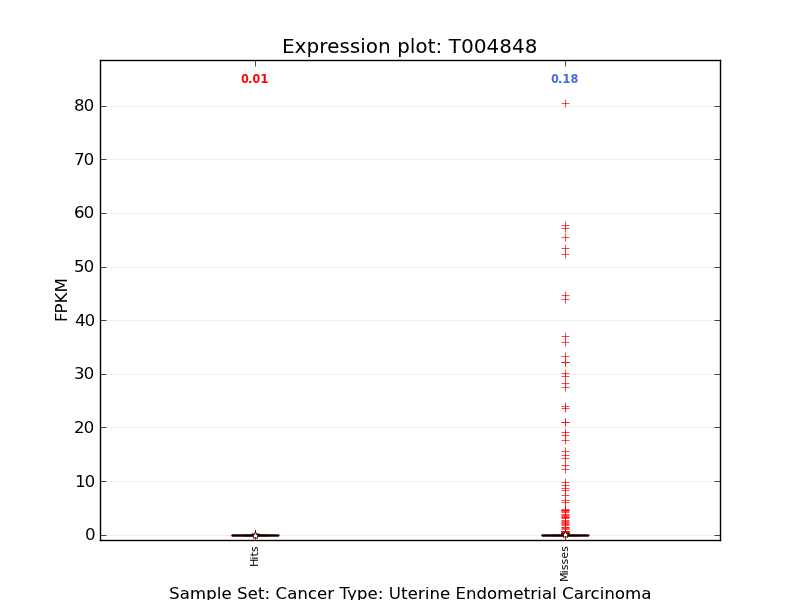 Expression plot: T004848
0.01 0.18
80
70
60
50
40
30
20
10
0
FPKM
Hits Misses
Sample Set: Cancer Type: Uterine Endometrial Carcinoma